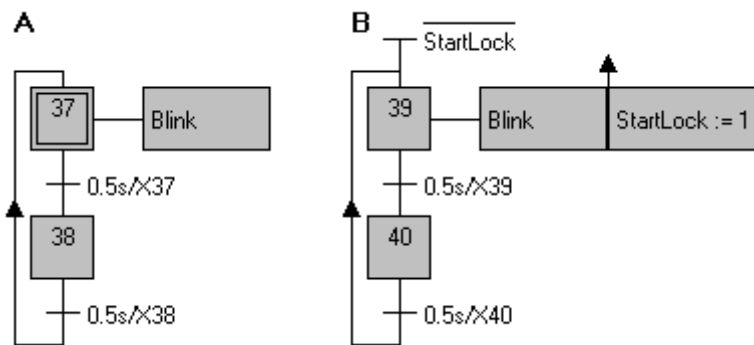 A
37
Blink
0.5s/X37
38
0.5s/X38
B
StartLock
39
Blink
StartLock := 1
0.5s/X39
40
0.5s/X40